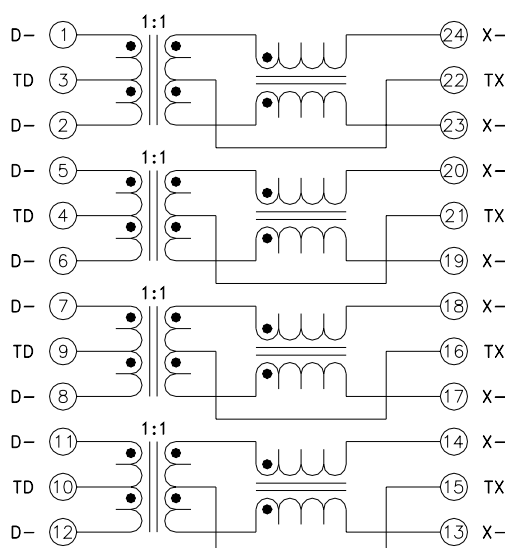 1:1
D- 1 24 X-
TD 3 22 TX
D- 2 23 X-
1:1
D- 5 20 X-
TD 4 21 TX
D- 6 19 X-
1:1
D- 7 18 X-
TD 9 16 TX
D- 8 17 X-
1:1
D- 11 14 X-
TD 10 15 TX
D- 12 13 X-